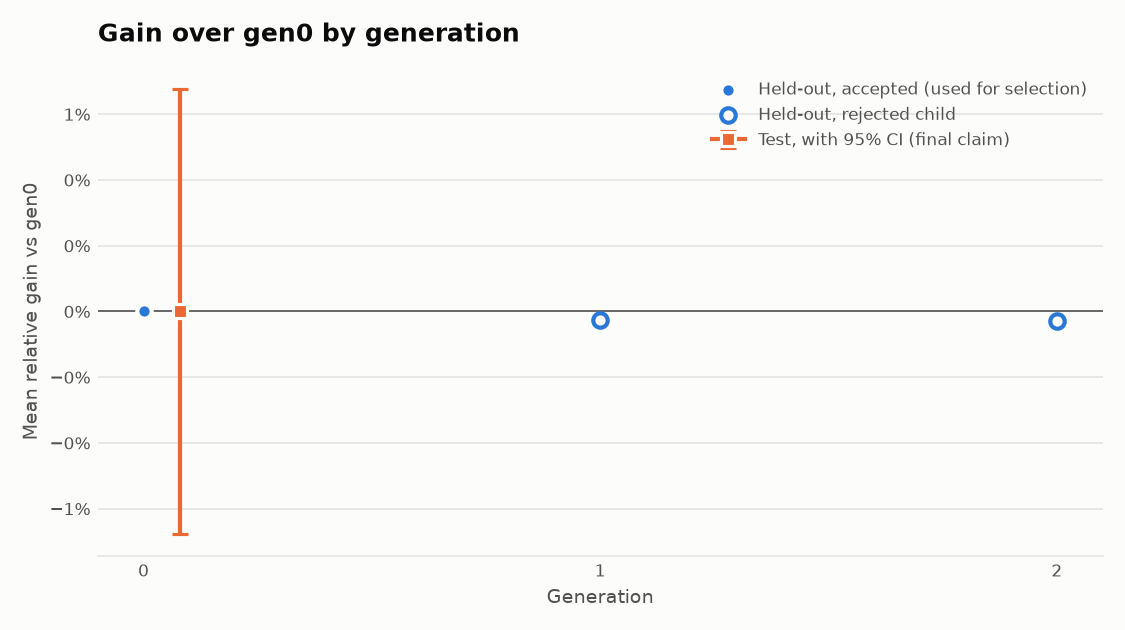 Gain over gen0 by generation
Held-out, accepted (used for selection)
Held-out, rejected child
Test, with 95% CI (final claim)
Mean relative gain vs gen0
1%
0%
0%
0%
−0%
−0%
−1%
0
1
2
Generation